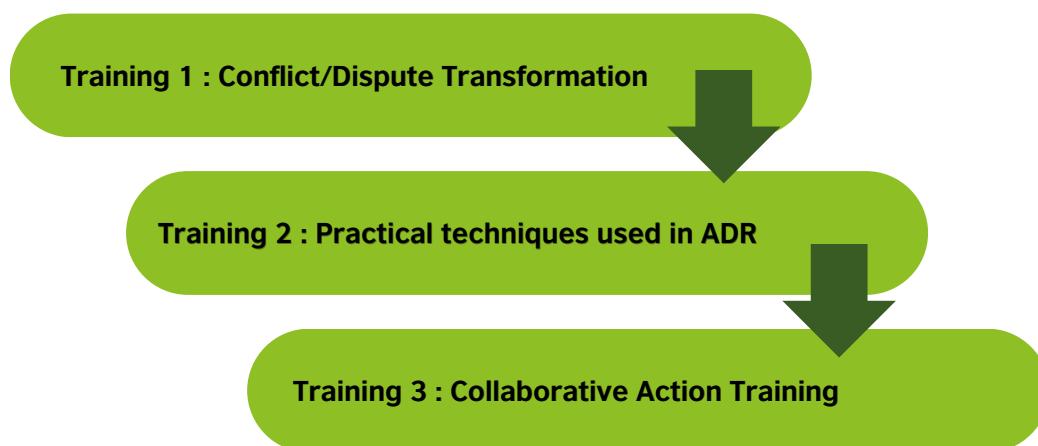 Training 1 : Conflict/Dispute Transformation
Training 2 : Practical techniques used in ADR
Training 3 : Collaborative Action Training